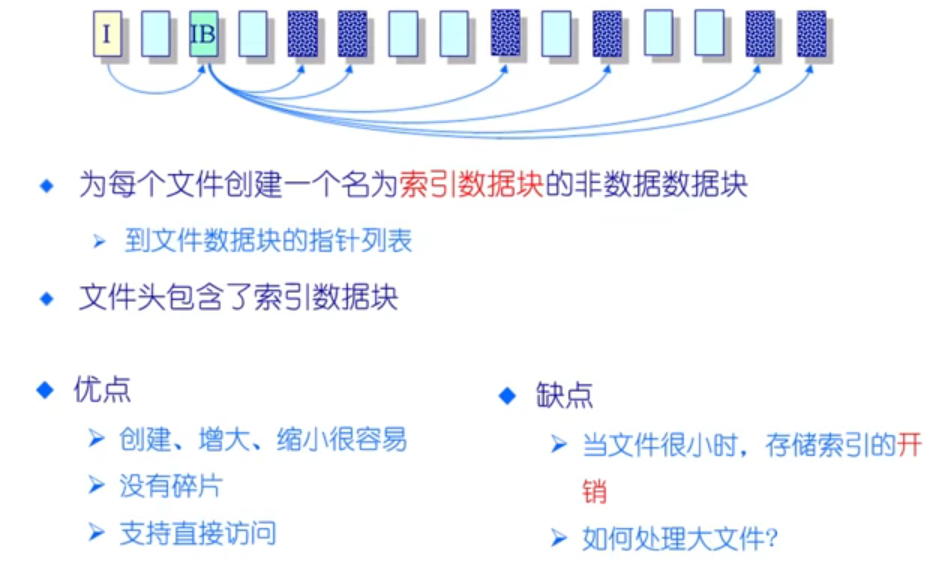 I IB
为每个文件创建一个名为索引数据块的非数据数据块
到文件数据块的指针列表
文件头包含了索引数据块
优点
创建、增大、缩小很容易
没有碎片
支持直接访问
缺点
当文件很小时，存储索引的开
销
如何处理大文件?